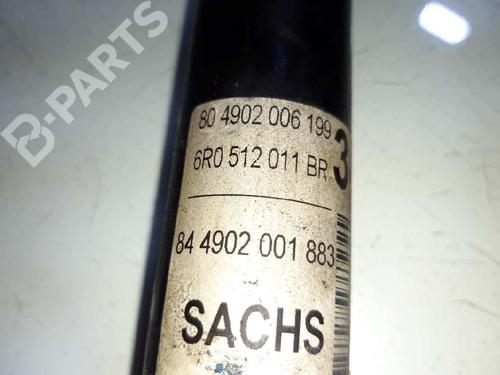 B-PARTS
80 4902 006 199
6R0 512 011 BR
3
84 4902 001 883
SACHS